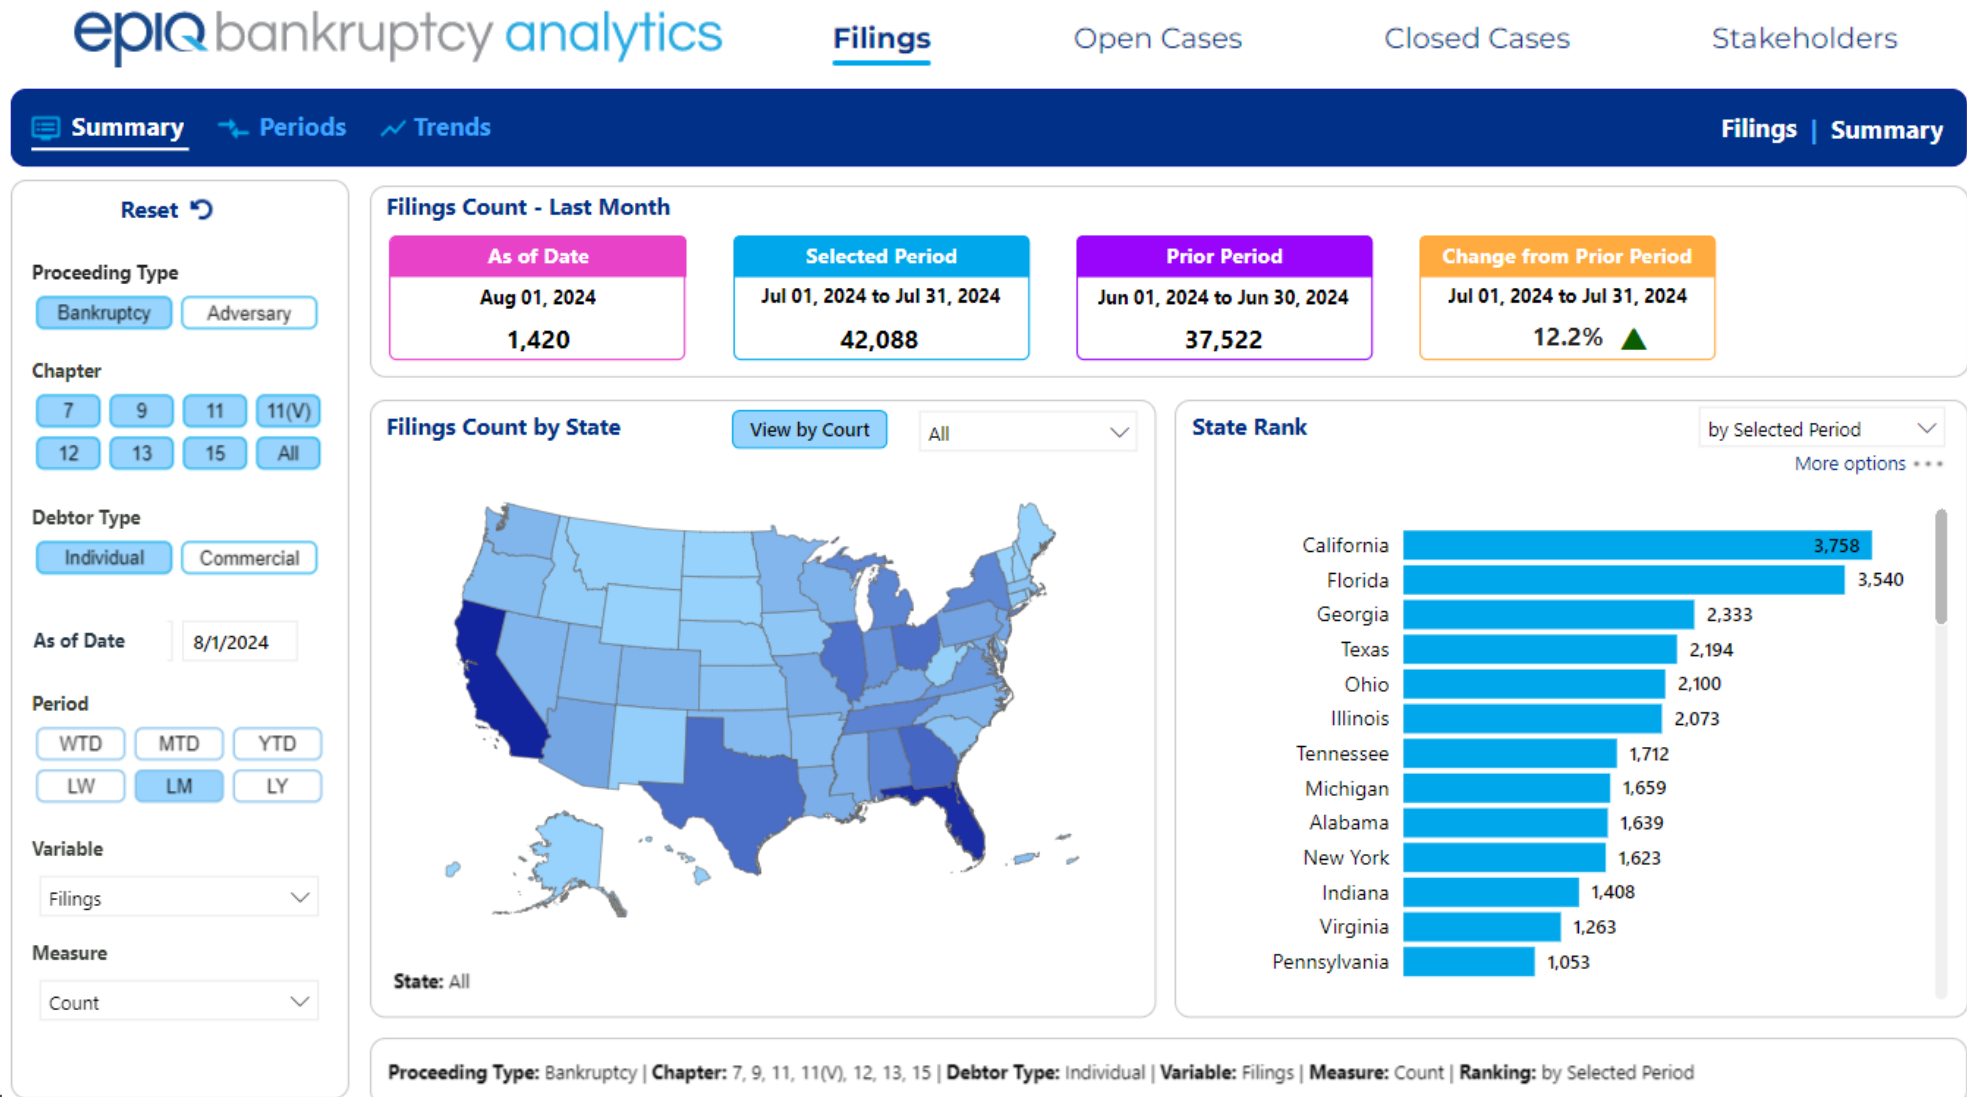 epiq bankruptcy analytics
Filings
Open Cases
Closed Cases
Stakeholders
Summary
Periods
Trends
Filings | Summary
Reset
Proceeding Type
Bankruptcy
Adversary
Chapter
7
9
11
11(V)
12
13
15
All
Debtor Type
Individual
Commercial
As of Date
8/1/2024
Period
WTD
MTD
YTD
LW
LM
LY
Variable
Filings
Measure
Count
Filings Count - Last Month
As of Date
Aug 01, 2024
1,420
Selected Period
Jul 01, 2024 to Jul 31, 2024
42,088
Prior Period
Jun 01, 2024 to Jun 30, 2024
37,522
Change from Prior Period
Jul 01, 2024 to Jul 31, 2024
12.2%
Filings Count by State
View by Court
All
State: All
State Rank
by Selected Period
More options
California 3,758
Florida 3,540
Georgia 2,333
Texas 2,194
Ohio 2,100
Illinois 2,073
Tennessee 1,712
Michigan 1,659
Alabama 1,639
New York 1,623
Indiana 1,408
Virginia 1,263
Pennsylvania 1,053
Proceeding Type: Bankruptcy | Chapter: 7, 9, 11, 11(V), 12, 13, 15 | Debtor Type: Individual | Variable: Filings | Measure: Count | Ranking: by Selected Period